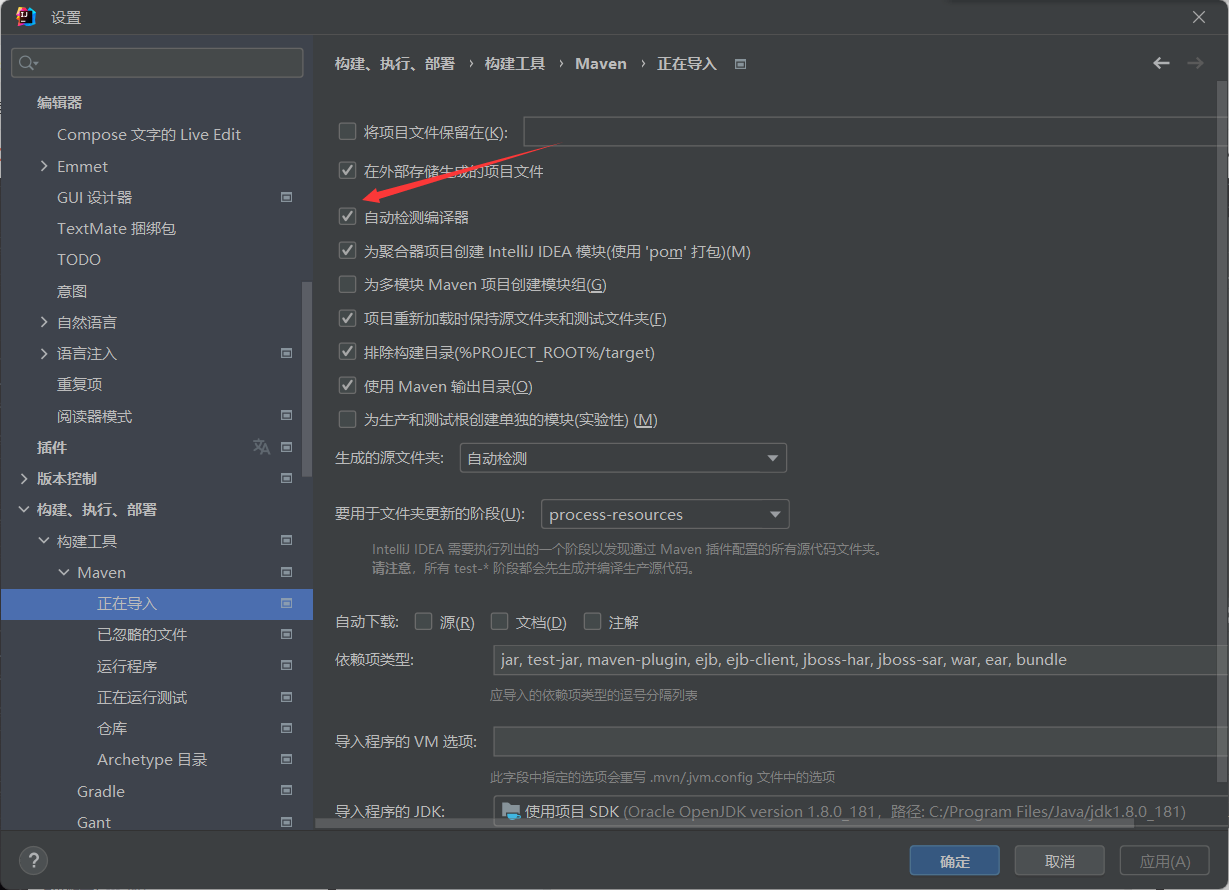 设置
编辑器
Compose 文字的 Live Edit
Emmet
GUI 设计器
TextMate 捆绑包
TODO
意图
自然语言
语言注入
重复项
阅读器模式
插件
版本控制
构建、执行、部署
构建工具
Maven
正在导入
已忽略的文件
运行程序
正在运行测试
仓库
Archetype 目录
Gradle
Gant
构建、执行、部署 › 构建工具 › Maven › 正在导入
将项目文件保留在(K):
在外部存储生成的项目文件
自动检测编译器
为聚合器项目创建 IntelliJ IDEA 模块(使用 'pom' 打包)(M)
为多模块 Maven 项目创建模块组(G)
项目重新加载时保持源文件夹和测试文件夹(F)
排除构建目录(%PROJECT_ROOT%/target)
使用 Maven 输出目录(O)
为生产和测试根创建单独的模块(实验性) (M)
生成的源文件夹: 自动检测
要用于文件夹更新的阶段(U): process-resources
IntelliJ IDEA 需要执行列出的一个阶段以发现通过 Maven 插件配置的所有源代码文件夹。
请注意，所有 test-* 阶段都会先生成并编译生产源代码。
自动下载: 源(R) 文档(D) 注解
依赖项类型: jar, test-jar, maven-plugin, ejb, ejb-client, jboss-har, jboss-sar, war, ear, bundle
应导入的依赖项类型的逗号分隔列表
导入程序的 VM 选项:
此字段中指定的选项会重写 .mvn/.jvm.config 文件中的选项
导入程序的 JDK: 使用项目 SDK (Oracle OpenJDK version 1.8.0_181，路径: C:/Program Files/Java/jdk1.8.0_181)
?
确定 取消 应用(A)